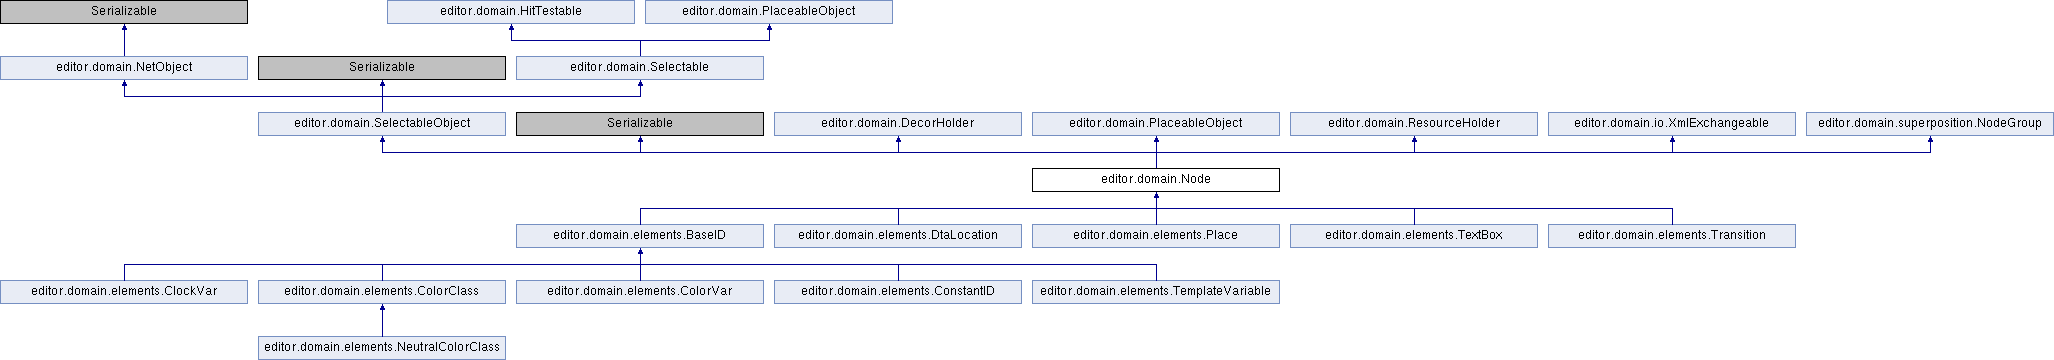 Serializable
editor.domain.HitTestable
editor.domain.PlaceableObject
editor.domain.NetObject
Serializable
editor.domain.Selectable
editor.domain.SelectableObject
Serializable
editor.domain.DecorHolder
editor.domain.PlaceableObject
editor.domain.ResourceHolder
editor.domain.io.XmlExchangeable
editor.domain.superposition.NodeGroup
editor.domain.Node
editor.domain.elements.BaseID
editor.domain.elements.DtaLocation
editor.domain.elements.Place
editor.domain.elements.TextBox
editor.domain.elements.Transition
editor.domain.elements.ClockVar
editor.domain.elements.ColorClass
editor.domain.elements.ColorVar
editor.domain.elements.ConstantID
editor.domain.elements.TemplateVariable
editor.domain.elements.NeutralColorClass